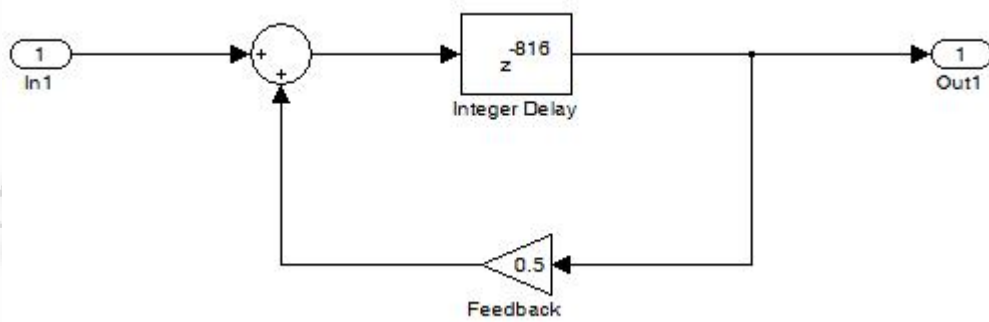 1
In1
+
+
z-816
Integer Delay
1
Out1
0.5
Feedback